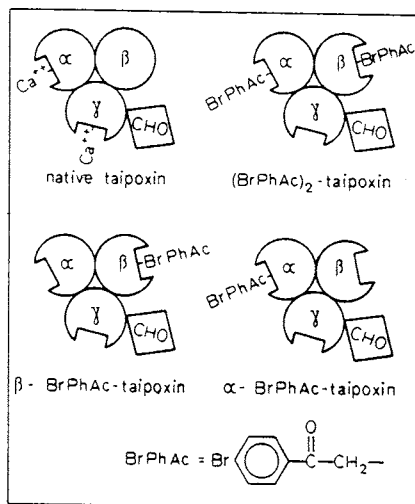 α β
Ca++
γ
Ca++
CHO
native taipoxin
α β BrPhAc
BrPhAc
γ
CHO
(BrPhAc)₂-taipoxin
α β BrPhAc
γ
CHO
β - BrPhAc-taipoxin
BrPhAc α β
γ
CHO
α- BrPhAc-taipoxin
O
BrPhAc = Br C—CH₂—